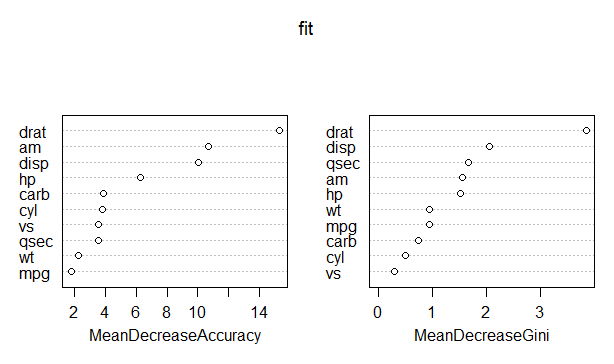 fit
drat
am
disp
hp
carb
cyl
vs
qsec
wt
mpg
2 4 6 8 10 14
MeanDecreaseAccuracy
drat
disp
qsec
am
hp
wt
mpg
carb
cyl
vs
0 1 2 3
MeanDecreaseGini